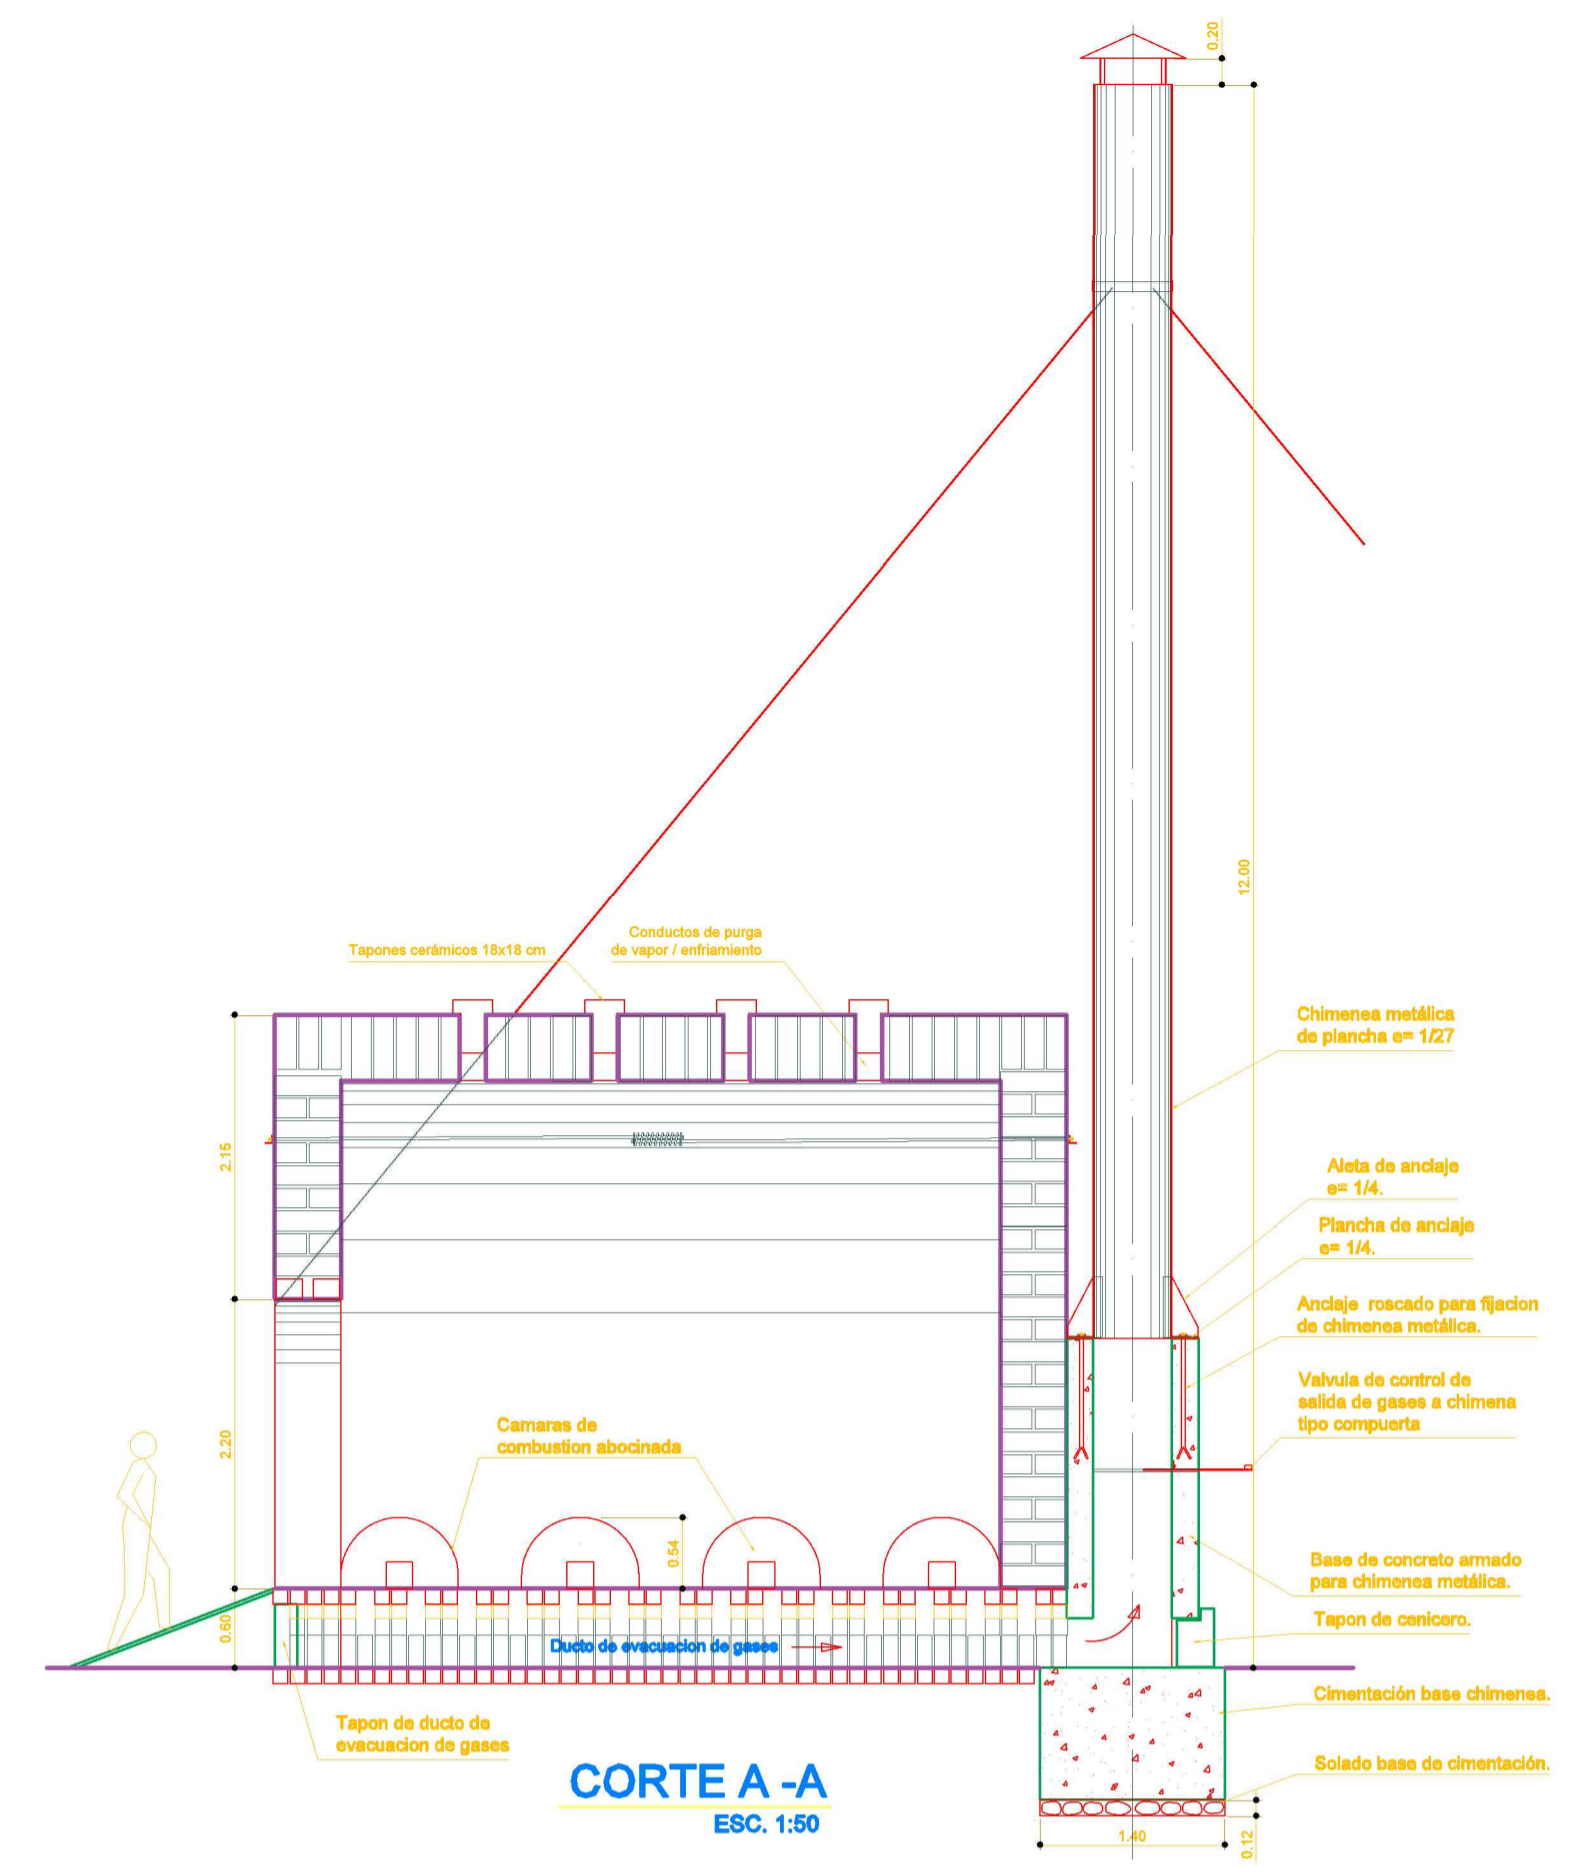 0.20
12.00
Conductos de purga
de vapor / enfriamiento
Tapones cerámicos 18x18 cm
Chimenea metálica
de plancha e= 1/27
2.15
Aleta de anclaje
e= 1/4.
Plancha de anclaje
e= 1/4.
Anclaje roscado para fijacion
de chimenea metálica.
Valvula de control de
salida de gases a chimena
tipo compuerta
2.20
Camaras de
combustion abocinada
0.54
Base de concreto armado
para chimenea metálica.
0.60
Tapon de cenicero.
Ducto de evacuacion de gases
Cimentación base chimenea.
Tapon de ducto de
evacuacion de gases
Solado base de cimentación.
CORTE A -A
ESC. 1:50
1.40
0.12